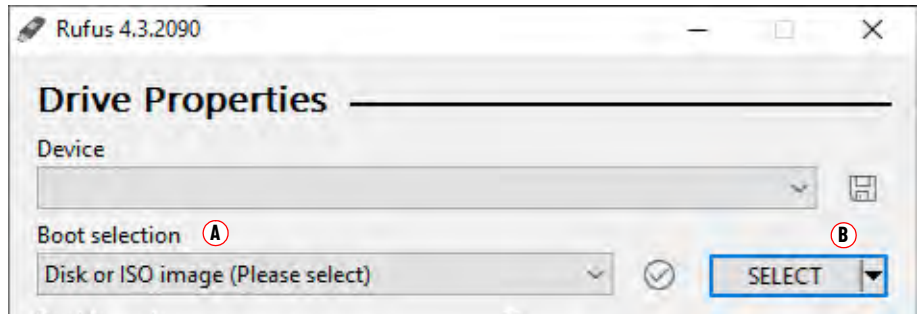 Rufus 4.3.2090
Drive Properties
Device
Boot selection A B
Disk or ISO image (Please select) SELECT